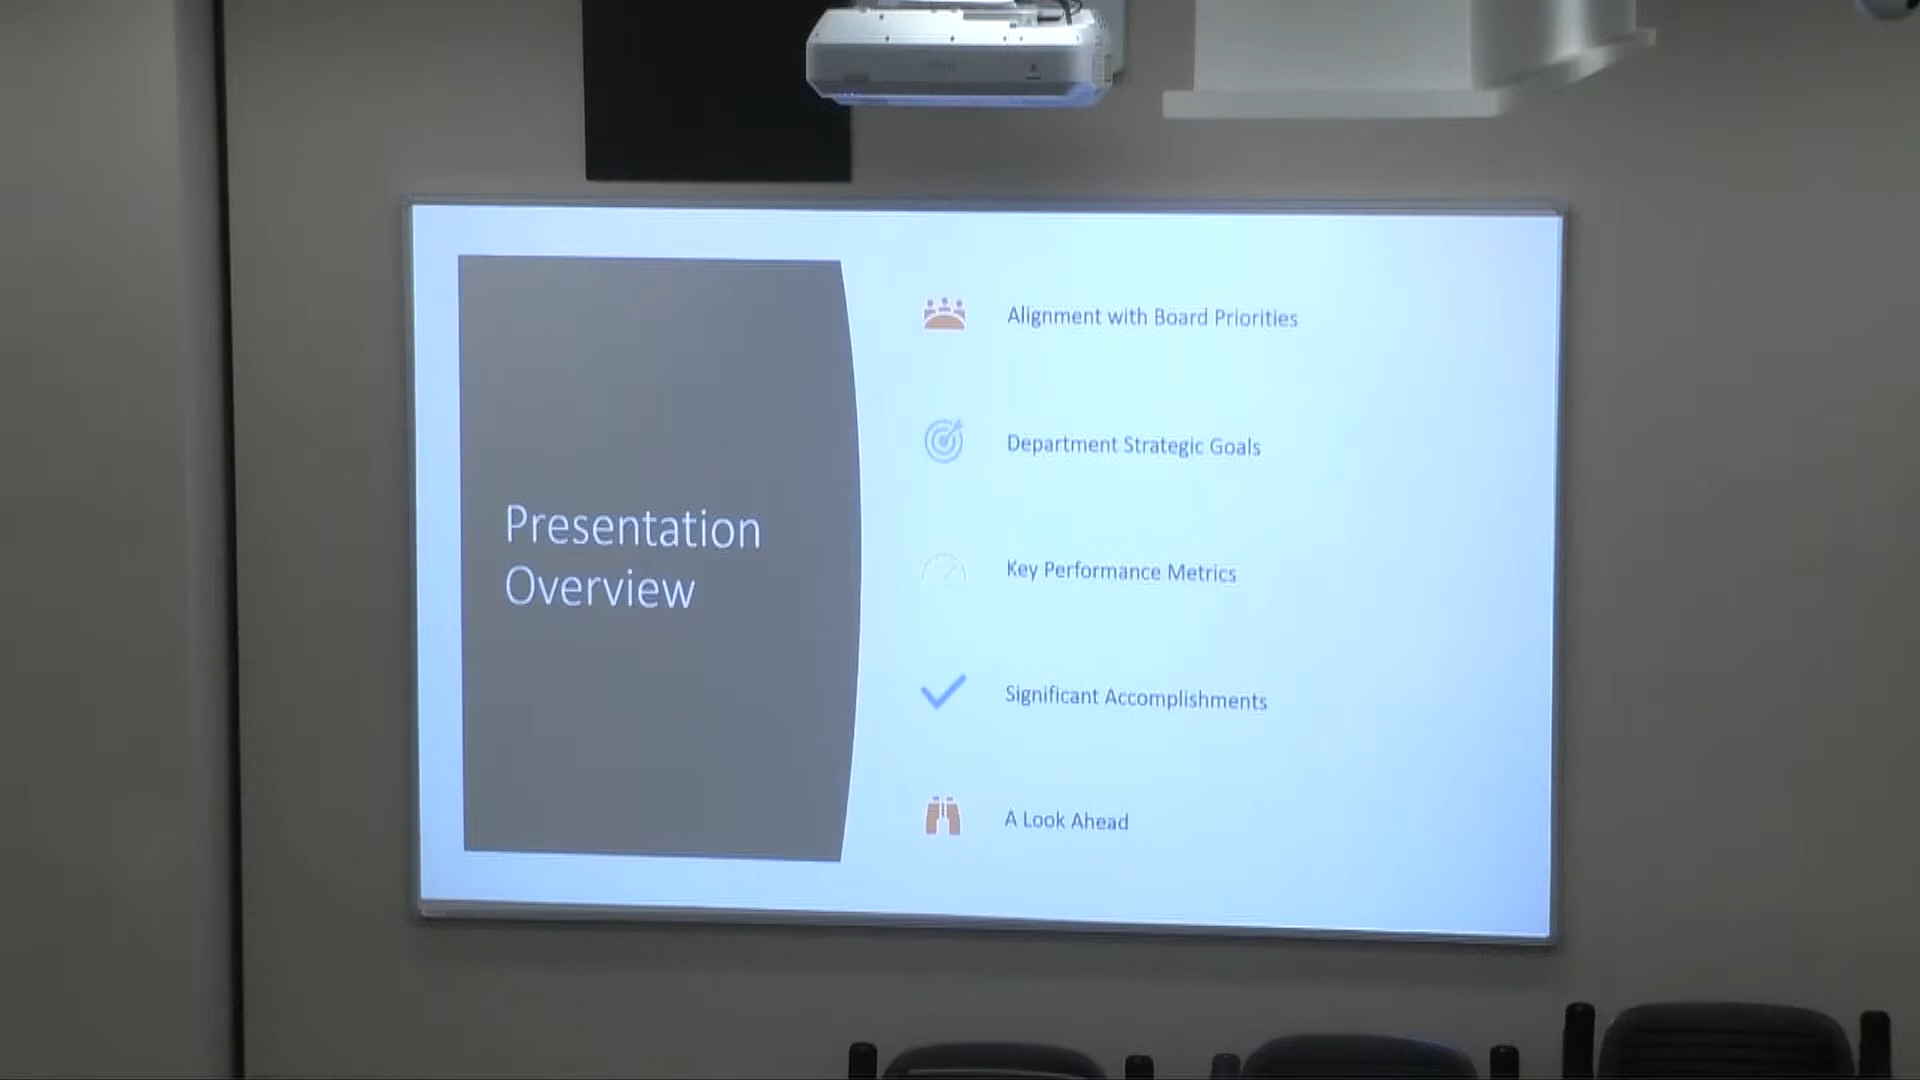 Presentation
Overview
Alignment with Board Priorities
Department Strategic Goals
Key Performance Metrics
Significant Accomplishments
A Look Ahead